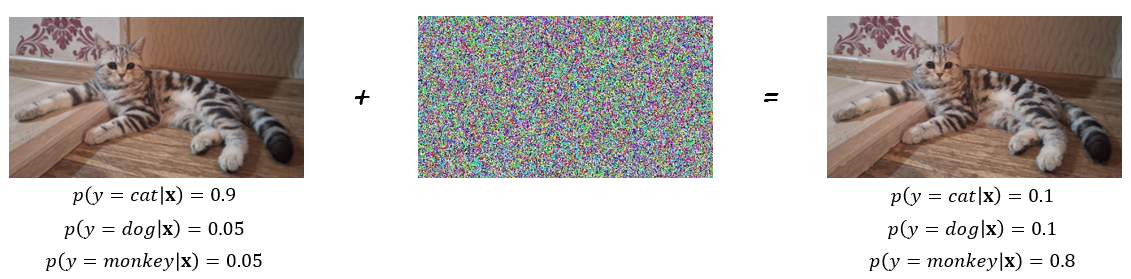 +
=
p(y = cat|x) = 0.9
p(y = dog|x) = 0.05
p(y = monkey|x) = 0.05
p(y = cat|x) = 0.1
p(y = dog|x) = 0.1
p(y = monkey|x) = 0.8